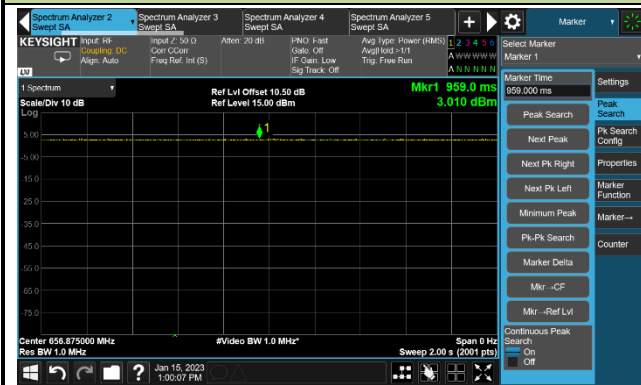 Spectrum Analyzer 2
Swept SA
Spectrum Analyzer 3
Swept SA
Spectrum Analyzer 4
Swept SA
Spectrum Analyzer 5
Swept SA
+
Marker
KEYSIGHT
Input: RF
Coupling: DC
Align: Auto
Input Z: 50 Ω
Corr CCorr
Freq Ref: Int (S)
Atten: 20 dB
PNO: Fast
Gate: Off
IF Gain: Low
Sig Track: Off
Avg Type: Power (RMS)
Avg|Hold:>1/1
Trig: Free Run
1 2 3 4 5 6
A W W W W W
A N N N N N
LXI
Select Marker
Marker 1
1 Spectrum
Scale/Div 10 dB
Log
Ref Lvl Offset 10.50 dB
Ref Level 15.00 dBm
Mkr1 959.0 ms
3.010 dBm
1
5.00
-5.00
-15.0
-25.0
-35.0
-45.0
-55.0
-65.0
-75.0
Center 656.875000 MHz
Res BW 1.0 MHz
#Video BW 1.0 MHz*
Span 0 Hz
Sweep 2.00 s (2001 pts)
Marker Time
959.000 ms
Peak Search
Next Peak
Next Pk Right
Next Pk Left
Minimum Peak
Pk-Pk Search
Marker Delta
Mkr→CF
Mkr→Ref Lvl
Continuous Peak
Search
On
Off
Settings
Peak
Search
Pk Search
Config
Properties
Marker
Function
Marker→
Counter
?
Jan 15, 2023
1:00:07 PM